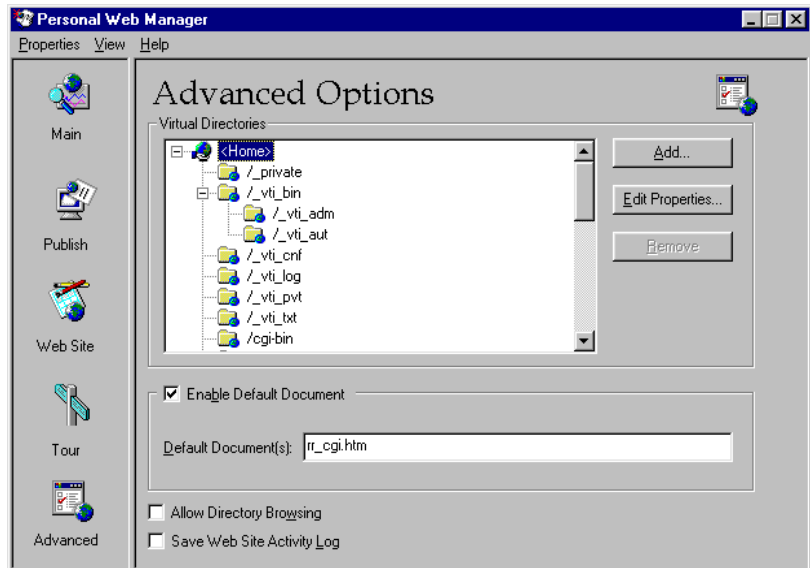 Personal Web Manager
Properties View Help
Main
Publish
Web Site
Tour
Advanced
Advanced Options
Virtual Directories
<Home>
/_private
/_vti_bin
/_vti_adm
/_vti_aut
/_vti_cnf
/_vti_log
/_vti_pvt
/_vti_txt
/cgi-bin
Add...
Edit Properties...
Remove
Enable Default Document
Default Document(s): rr_cgi.htm
Allow Directory Browsing
Save Web Site Activity Log